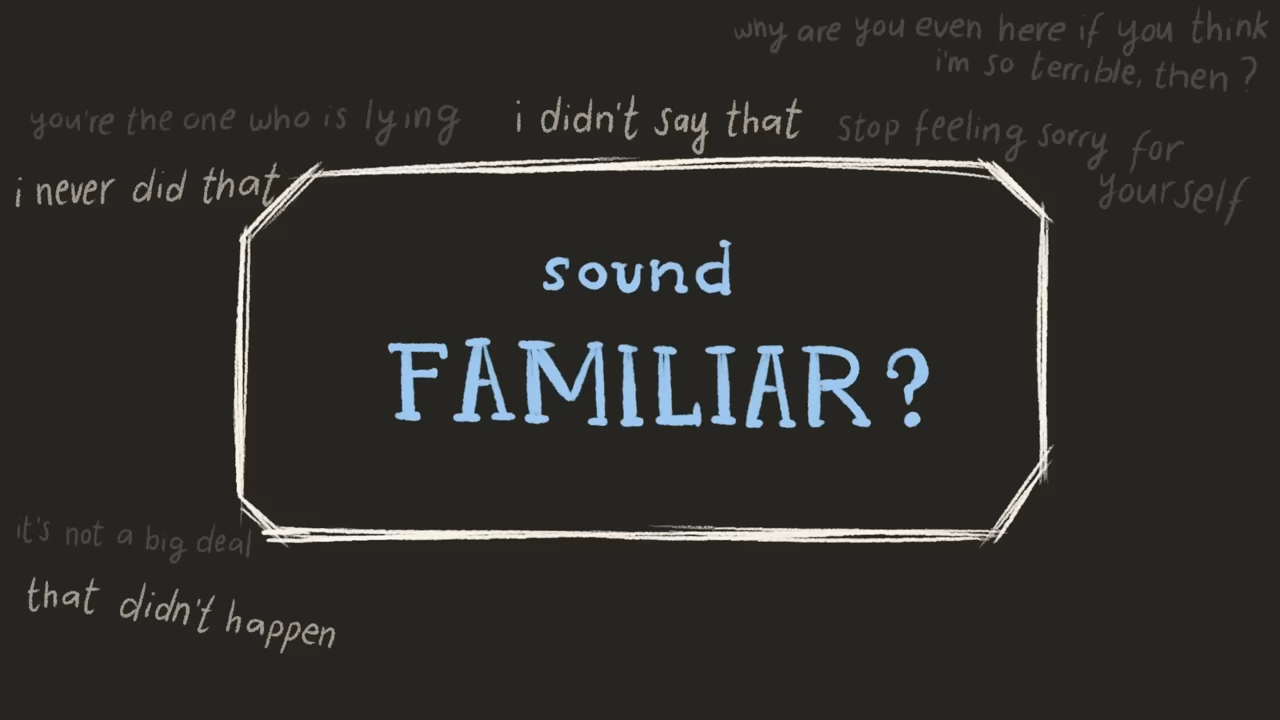 why are you even here if you think
i'm so terrible, then ?
you're the one who is lying
i didn't say that
stop feeling sorry for
yourself
i never did that
sound
FAMILIAR?
it's not a big deal
that didn't happen